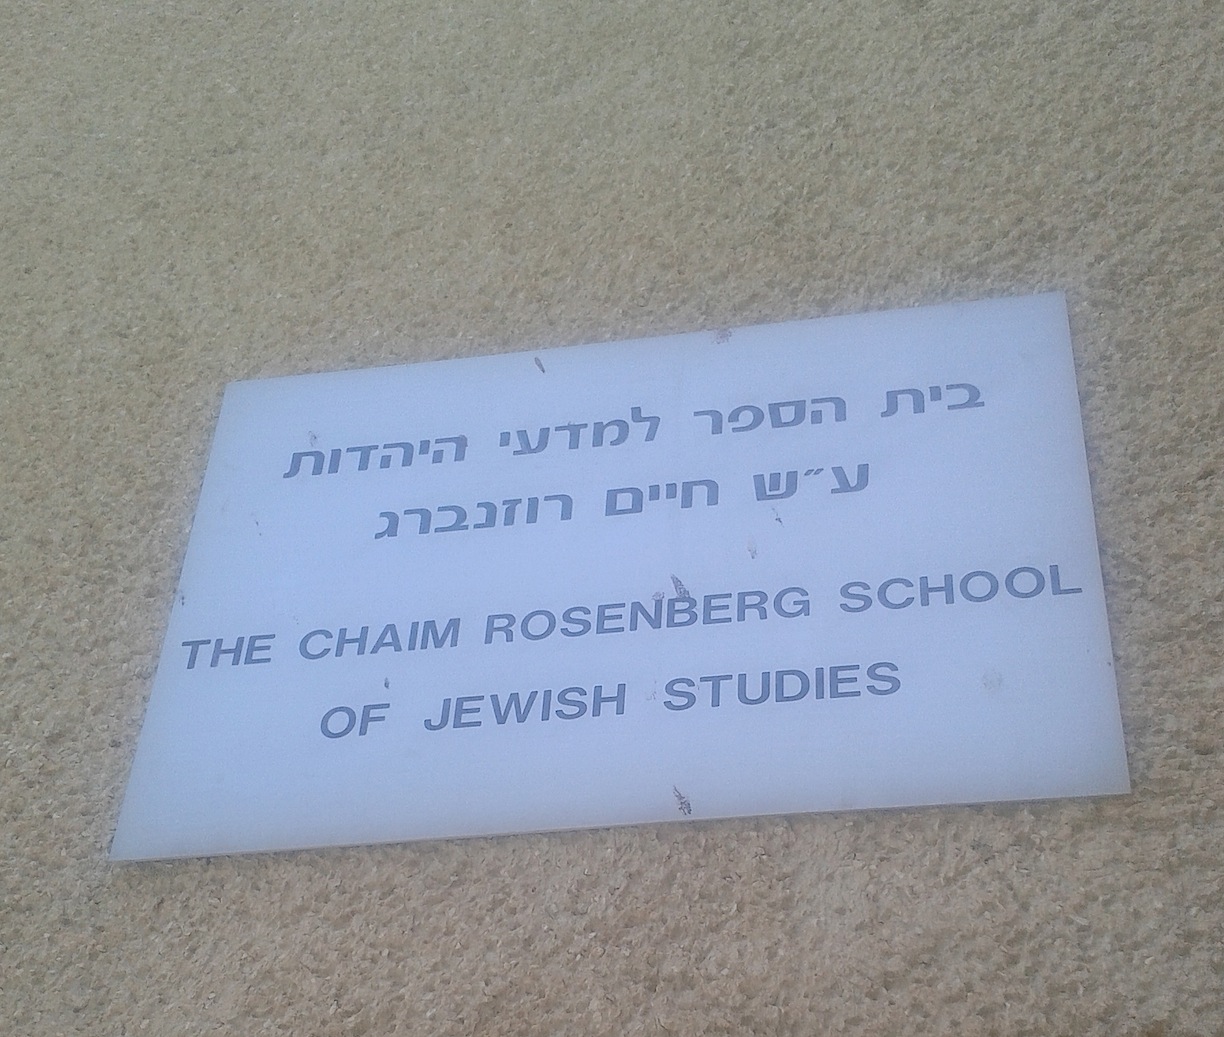 בית הספר למדעי היהדות
ע״ש חיים רוזנברג
THE CHAIM ROSENBERG SCHOOL
OF JEWISH STUDIES